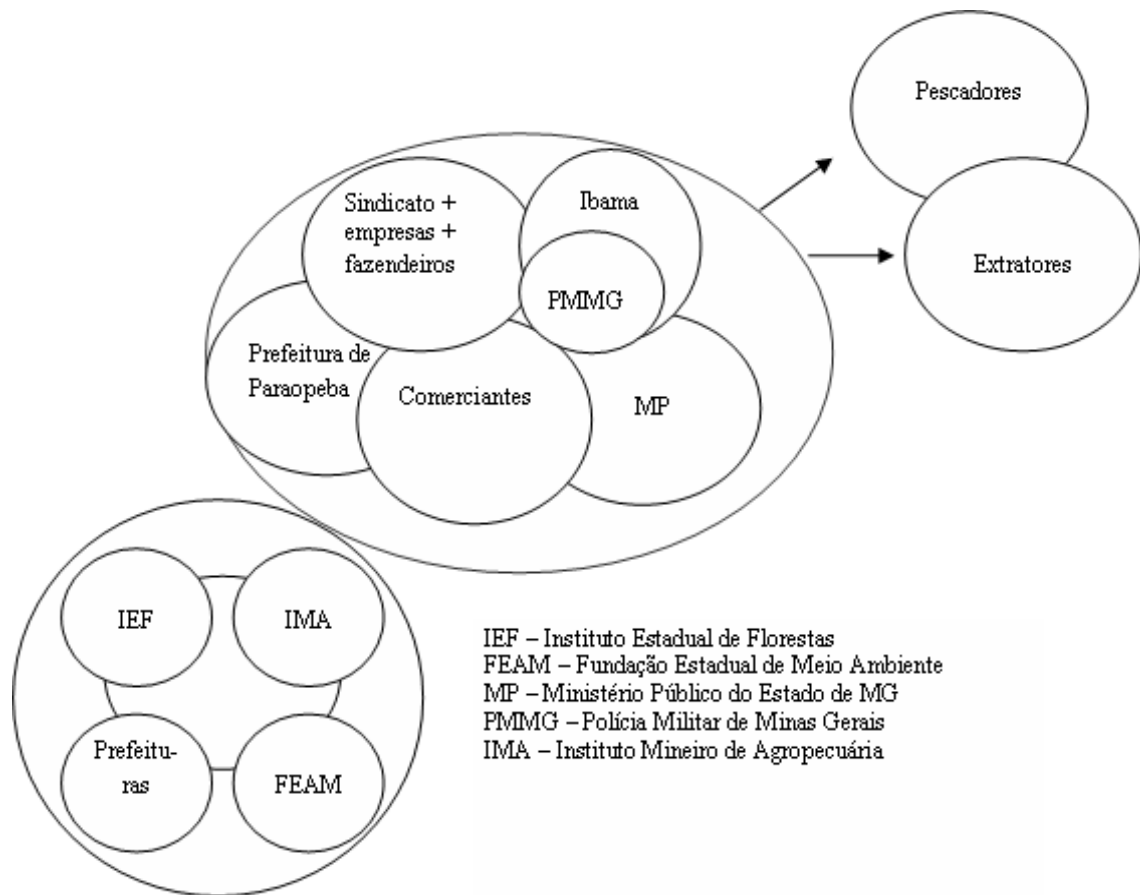 Pescadores
Extratores
Sindicato +
empresas +
fazendeiros
Ibama
PMMG
Prefeitura de
Paraopeba
Comerciantes
MP
IEF
IMA
Prefeitu-
ras
FEAM
IEF – Instituto Estadual de Florestas
FEAM – Fundação Estadual de Meio Ambiente
MP – Ministério Público do Estado de MG
PMMG – Polícia Militar de Minas Gerais
IMA – Instituto Mineiro de Agropecuária